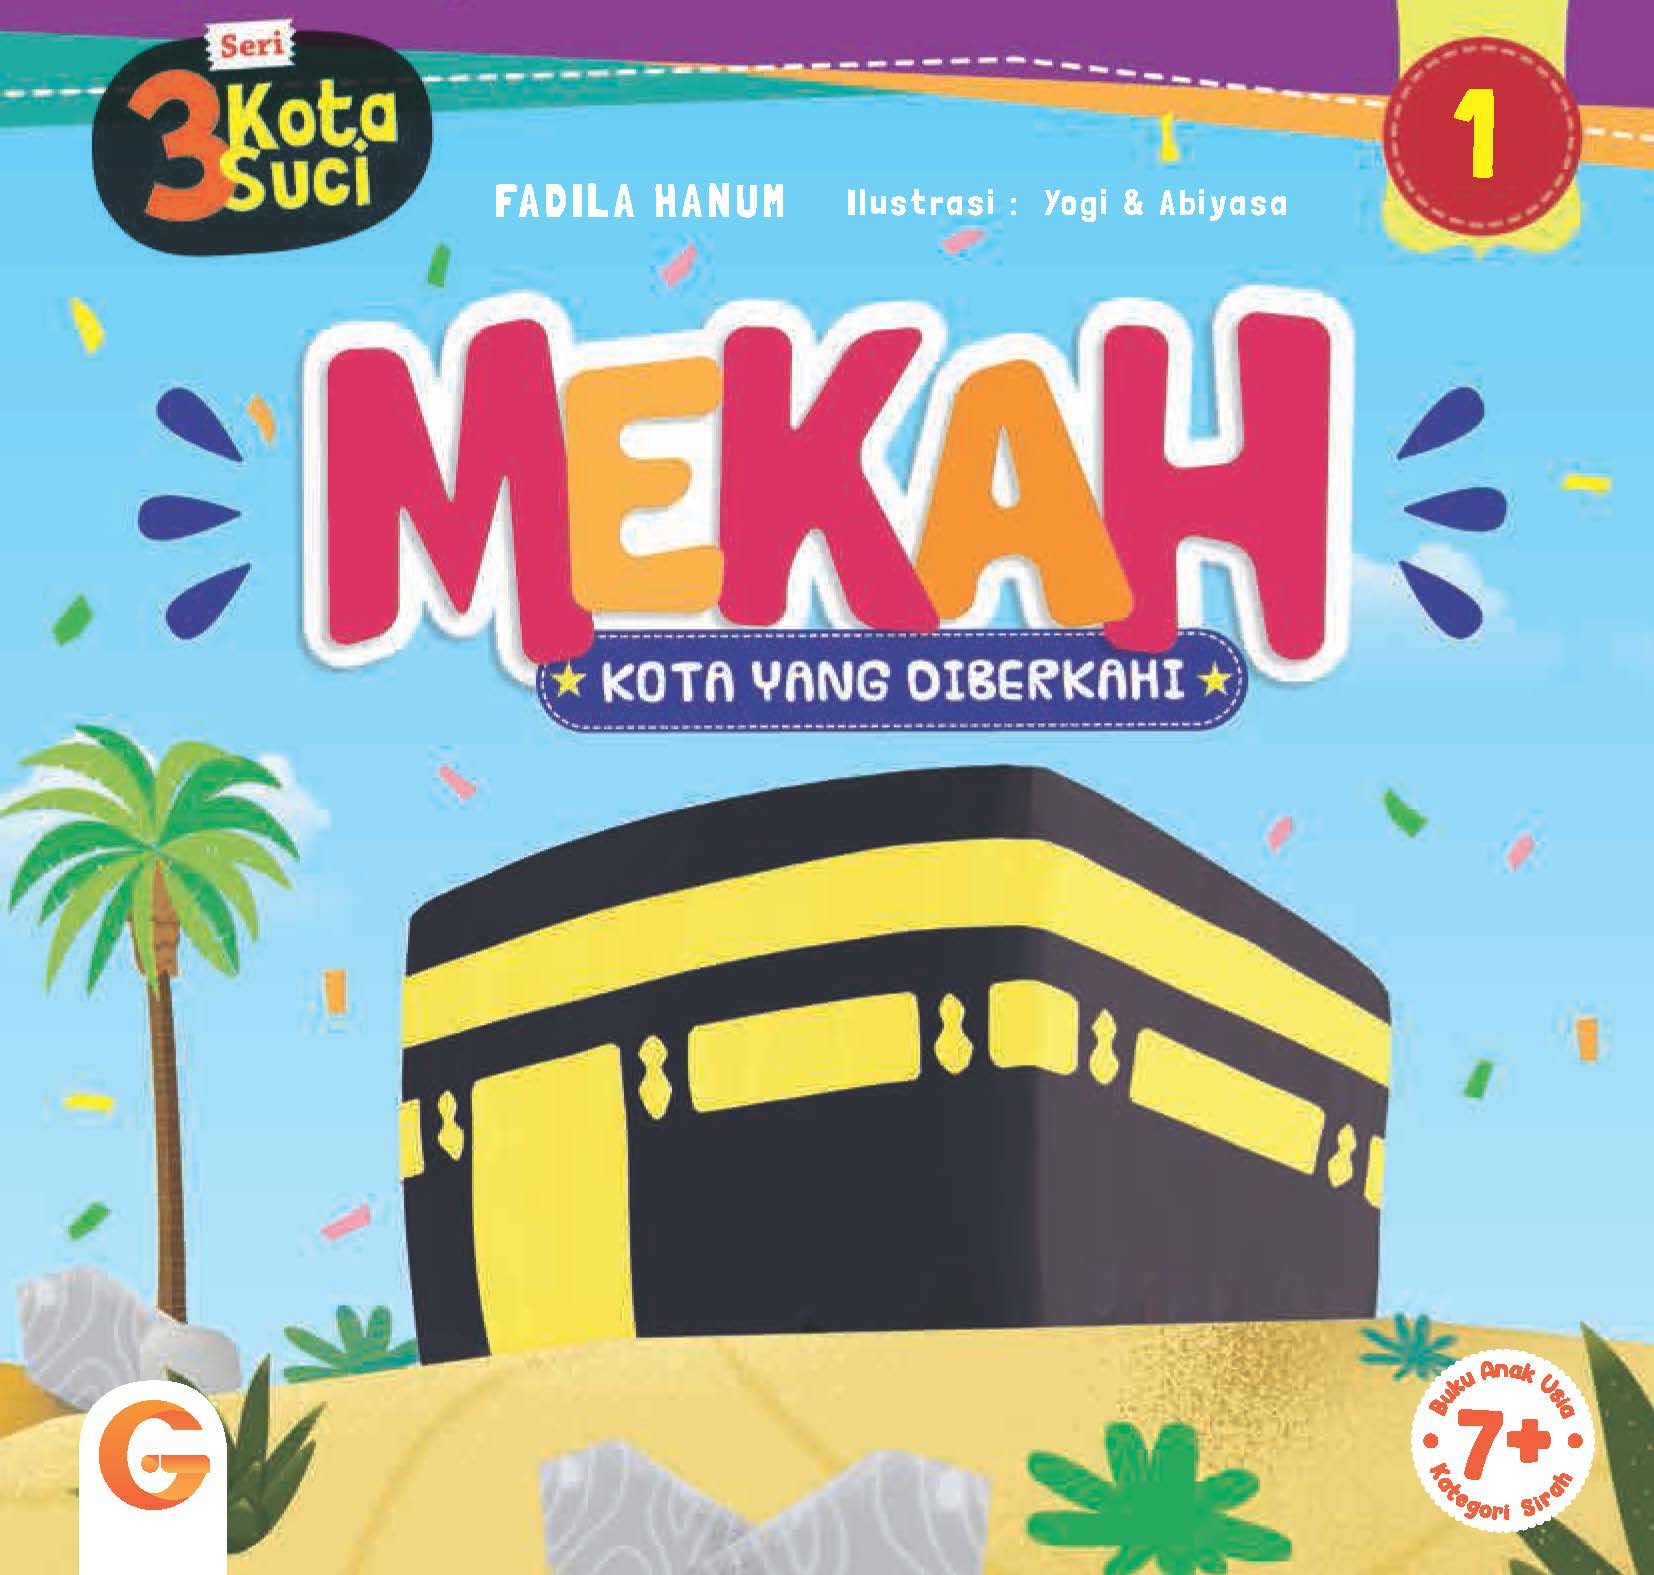 Seri
3 Kota
Suci
1
FADILA HANUM Ilustrasi : Yogi & Abiyasa
MEKAH
KOTA YANG DIBERKAHI
Buku Anak Usia
7+
Kategori Sirah
G